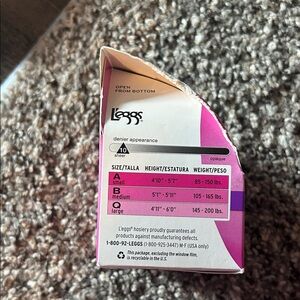 OPEN
FROM BOTTOM
L'eggs
denier appearance
10
sheer opaque
SIZE/TALLA HEIGHT/ESTATURA WEIGHT/PESO
A
small 4'10" - 5'7" 85 - 150 lbs.
B
medium 5'1" - 5'11" 105 - 165 lbs.
Q
large 4'11" - 6'0" 145 - 200 lbs.
L'eggs® hosiery proudly guarantees all
products against manufacturing defects.
1-800-92-LEGGS (1-800-925-3447) M-F (USA only)
This package, excluding the window film,
is recyclable in the U.S.